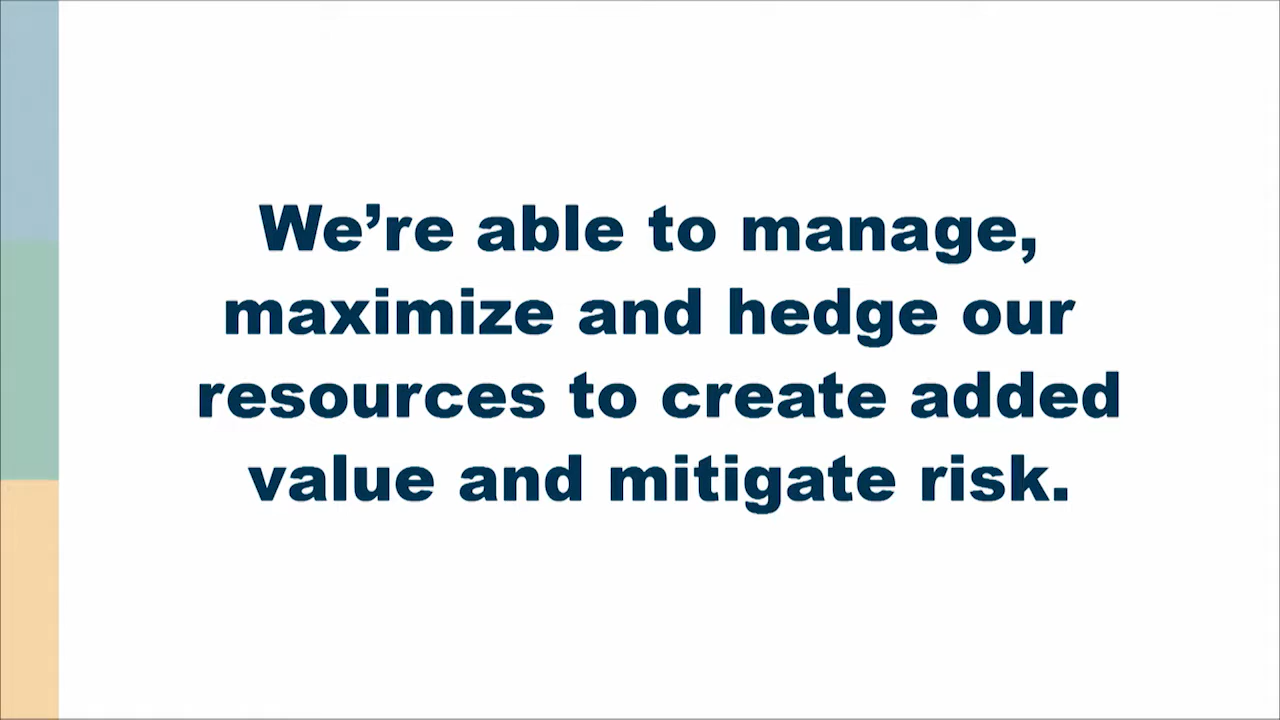 We’re able to manage,
maximize and hedge our
resources to create added
value and mitigate risk.